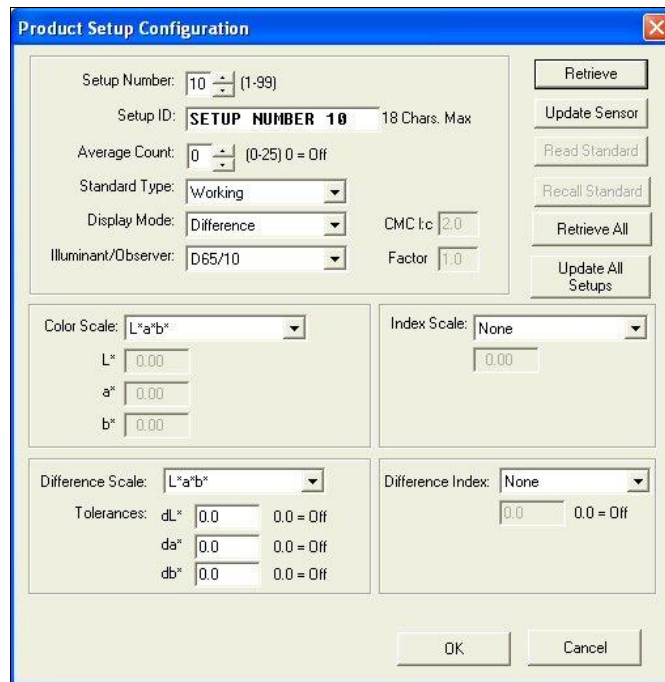 Product Setup Configuration
Setup Number: 10 (1-99)
Retrieve
Setup ID: SETUP NUMBER 10 18 Chars. Max
Update Sensor
Average Count: 0 (0-25) 0 = Off
Read Standard
Standard Type: Working
Recall Standard
Display Mode: Difference CMC l:c 2.0
Retrieve All
Illuminant/Observer: D65/10 Factor 1.0
Update All
Setups
Color Scale: L*a*b*
L* 0.00
a* 0.00
b* 0.00
Index Scale: None
0.00
Difference Scale: L*a*b*
Tolerances: dL* 0.0 0.0 = Off
da* 0.0 0.0 = Off
db* 0.0 0.0 = Off
Difference Index: None
0.0 0.0 = Off
OK
Cancel